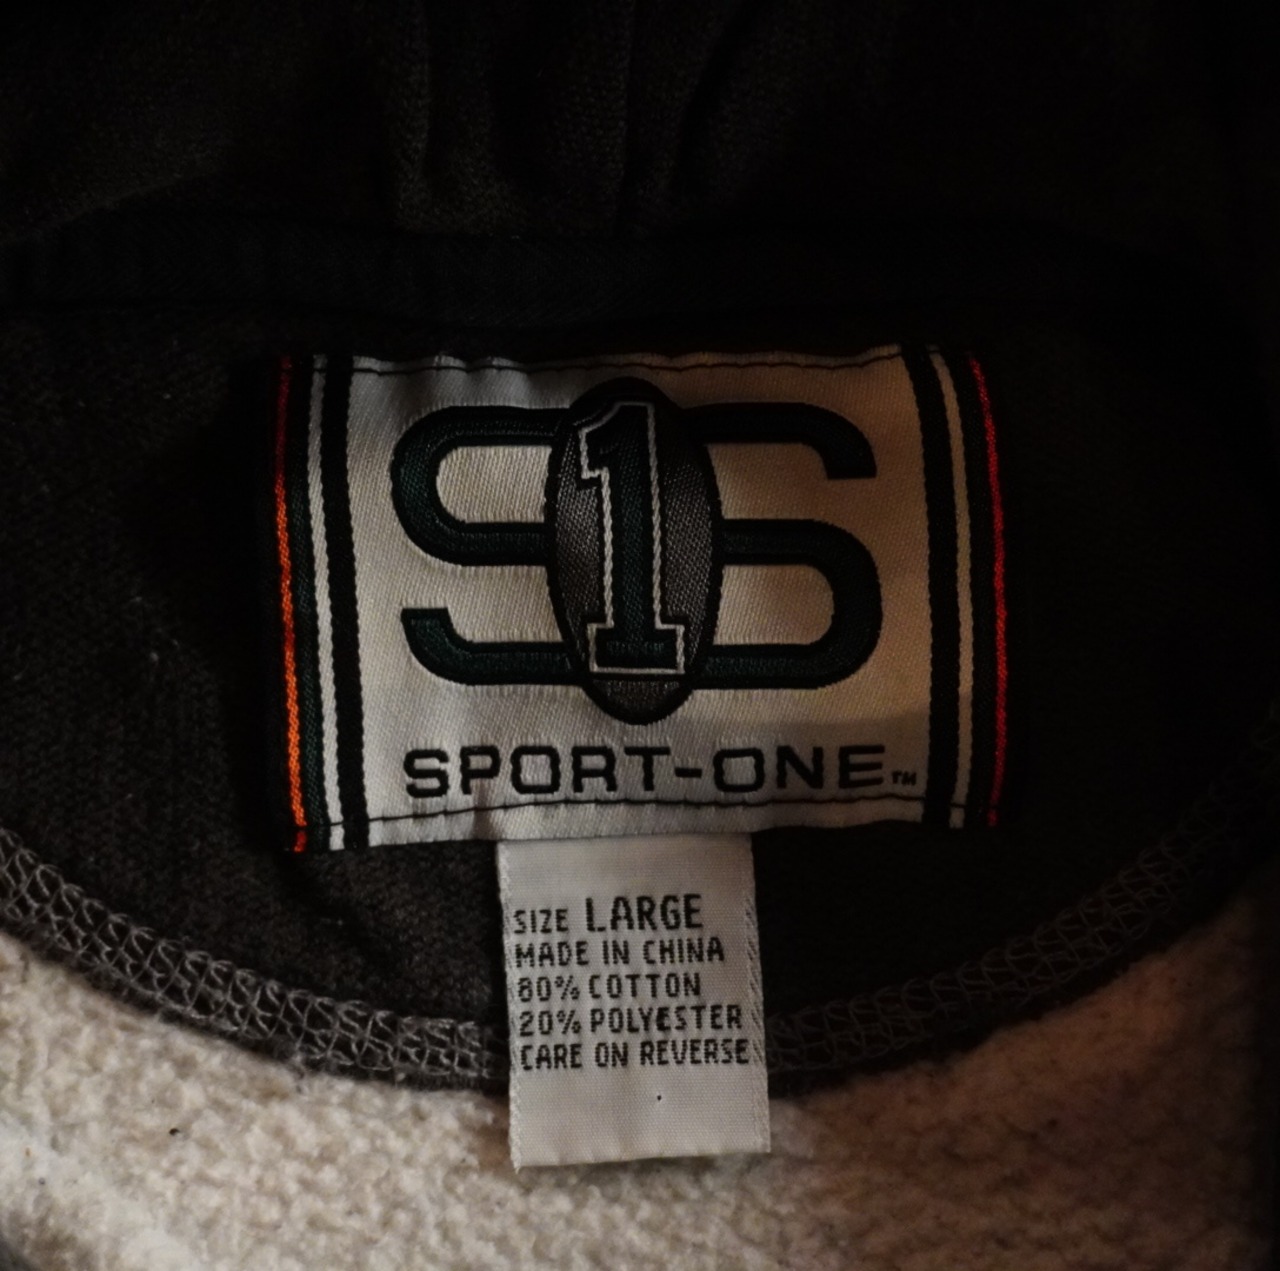 S1S
SPORT-ONE™
SIZE LARGE
MADE IN CHINA
80% COTTON
20% POLYESTER
CARE ON REVERSE